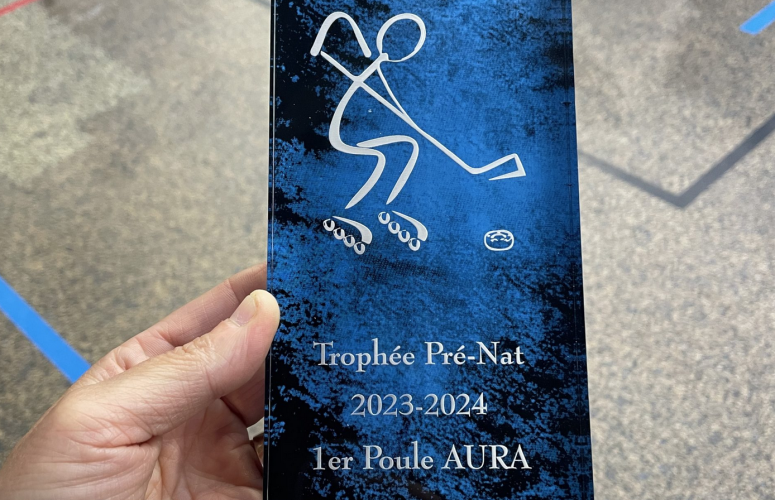 Trophée Pré-Nat
2023-2024
1er Poule AURA